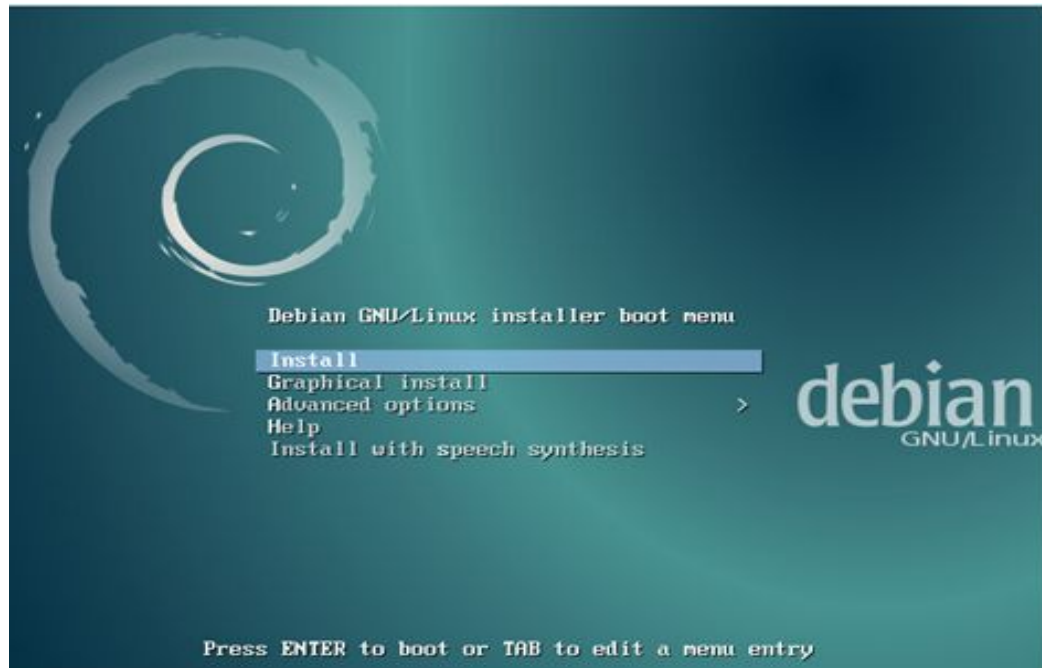 Debian GNU/Linux installer boot menu
Install
Graphical install
Advanced options >
Help
Install with speech synthesis
debian
GNU/Linux
Press ENTER to boot or TAB to edit a menu entry